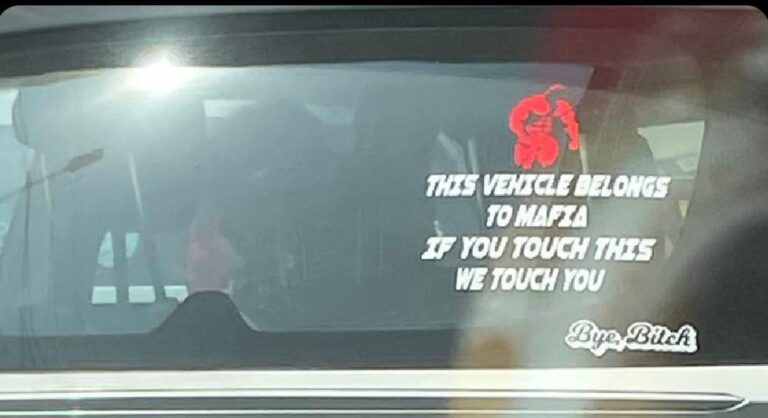 THIS VEHICLE BELONGS
TO MAFIA
IF YOU TOUCH THIS
WE TOUCH YOU
Bye, Bitch